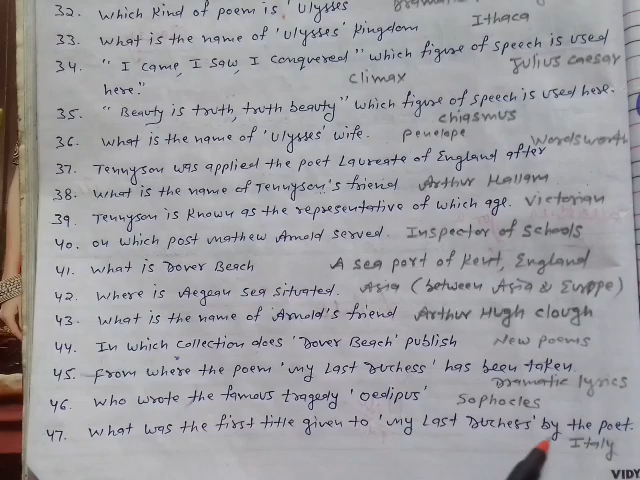 32. Which kind of poem is 'Ulysses
33. What is the name of 'Ulysses' Kingdom Ithaca
34. "I came, I saw, I conquered" which figure of speech is used
here." Climax Julius Caesar
35. "Beauty is truth, truth beauty" which figure of speech is used here.
Chiasmus
36. What is the name of 'Ulysses' wife. Penelope
37. Tennyson was applied the poet Laureate of England after Wordsworth
38. What is the name of Tennyson's friend Arthur Hallam
39. Tennyson is known as the representative of which age. Victorian
40. on which post mathew Arnold served. Inspector of Schools
41. What is Dover Beach A sea port of Kent, England
42. Where is Aegean sea situated. Asia (between Asia & Europe)
43. What is the name of Arnold's friend Arthur Hugh clough
44. In which collection does 'Dover Beach' publish New poems
45. From where the poem 'my Last Duchess' has been taken.
Dramatic lyrics
46. Who wrote the famous tragedy 'Oedipus' Sophocles
47. What was the first title given to 'my Last Duchess' by the poet.
Italy
VIDY